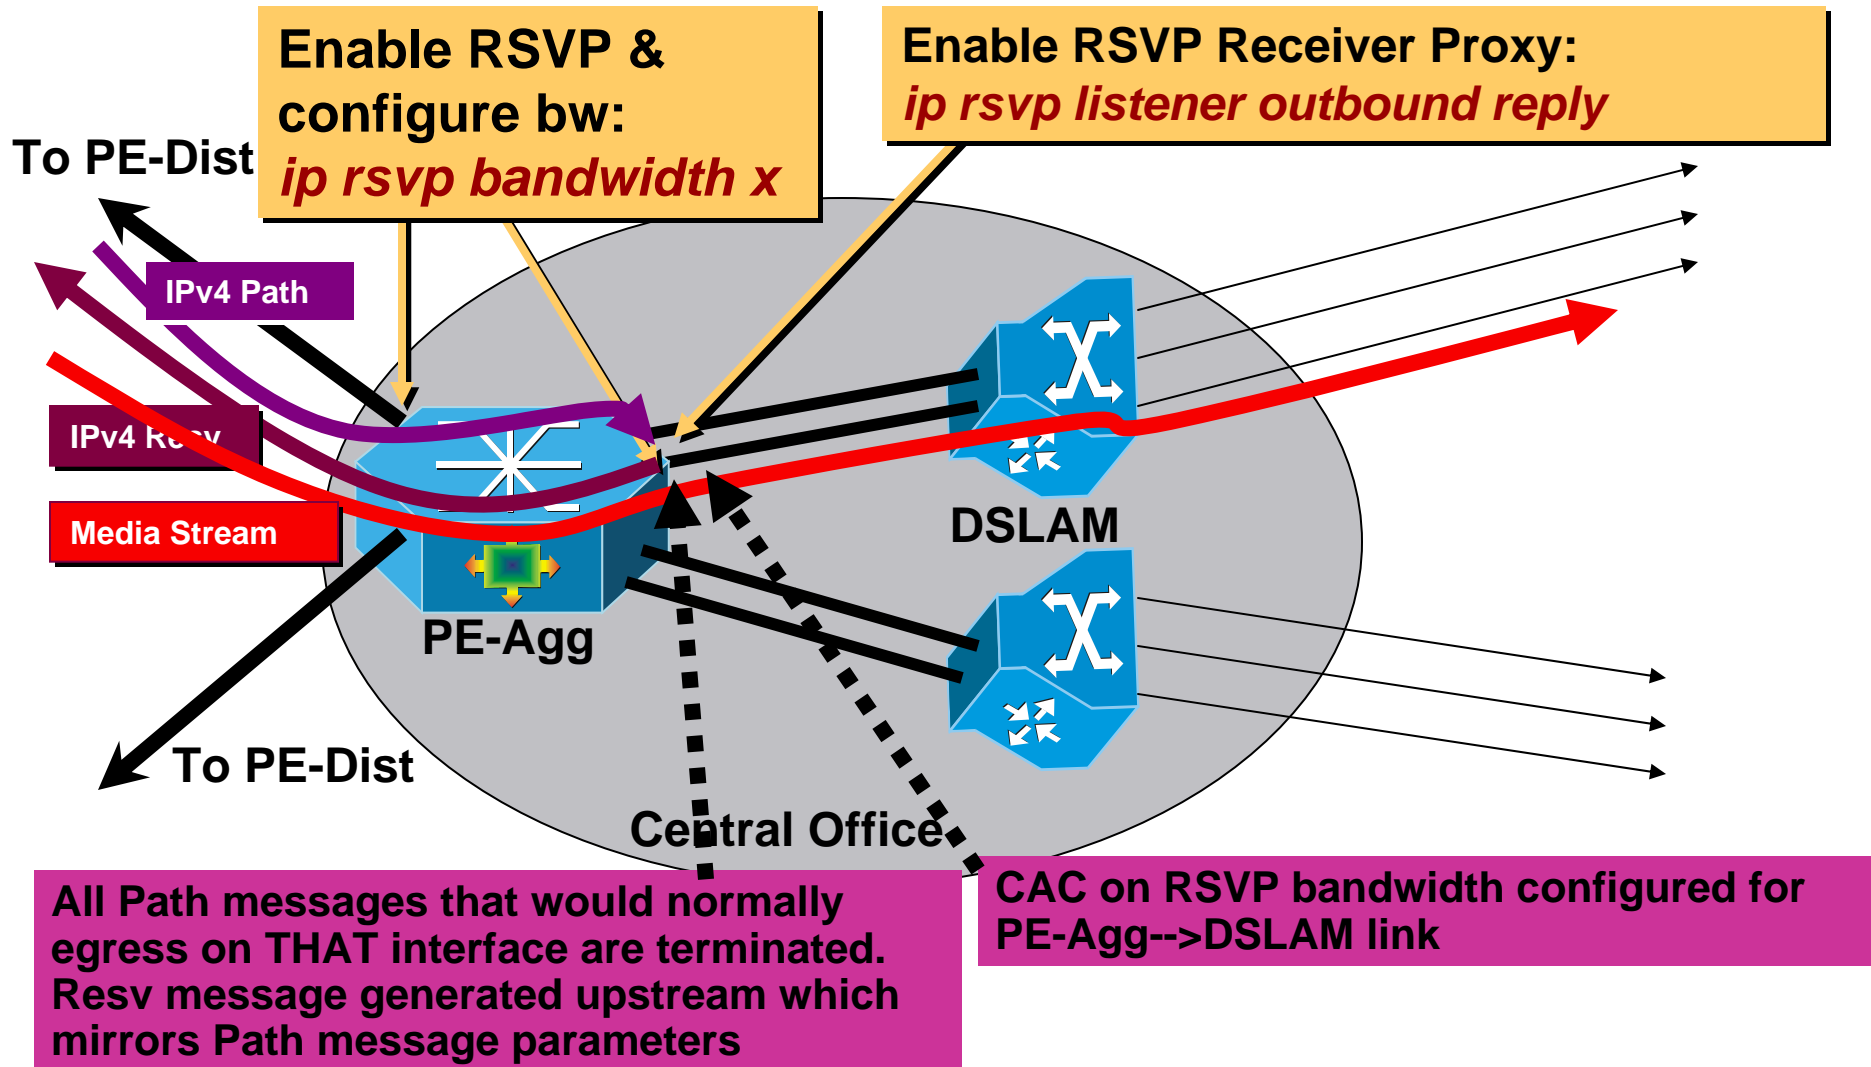 Enable RSVP &
configure bw:
ip rsvp bandwidth x
Enable RSVP Receiver Proxy:
ip rsvp listener outbound reply
To PE-Dist
IPv4 Path
IPv4 Resv
Media Stream
DSLAM
PE-Agg
To PE-Dist
Central Office
All Path messages that would normally
egress on THAT interface are terminated.
Resv message generated upstream which
mirrors Path message parameters
CAC on RSVP bandwidth configured for
PE-Agg-->DSLAM link